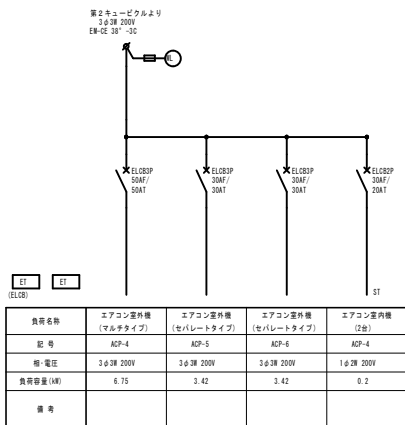 第2キュービクルより
3φ3W 200V
EM-CE 38°-3C
WL
ELCB3P
50AF/
50AT
ELCB3P
30AF/
30AT
ELCB3P
30AF/
30AT
ELCB2P
30AF/
20AT
ET ET
(ELCB)
ST
負荷名称 エアコン室外機 エアコン室外機 エアコン室外機 エアコン室内機
(マルチタイプ) (セパレートタイプ) (セパレートタイプ) (2台)
記 号 ACP-4 ACP-5 ACP-6 ACP-4
相・電圧 3φ3W 200V 3φ3W 200V 3φ3W 200V 1φ2W 200V
負荷容量(kW) 6.75 3.42 3.42 0.2
備 考